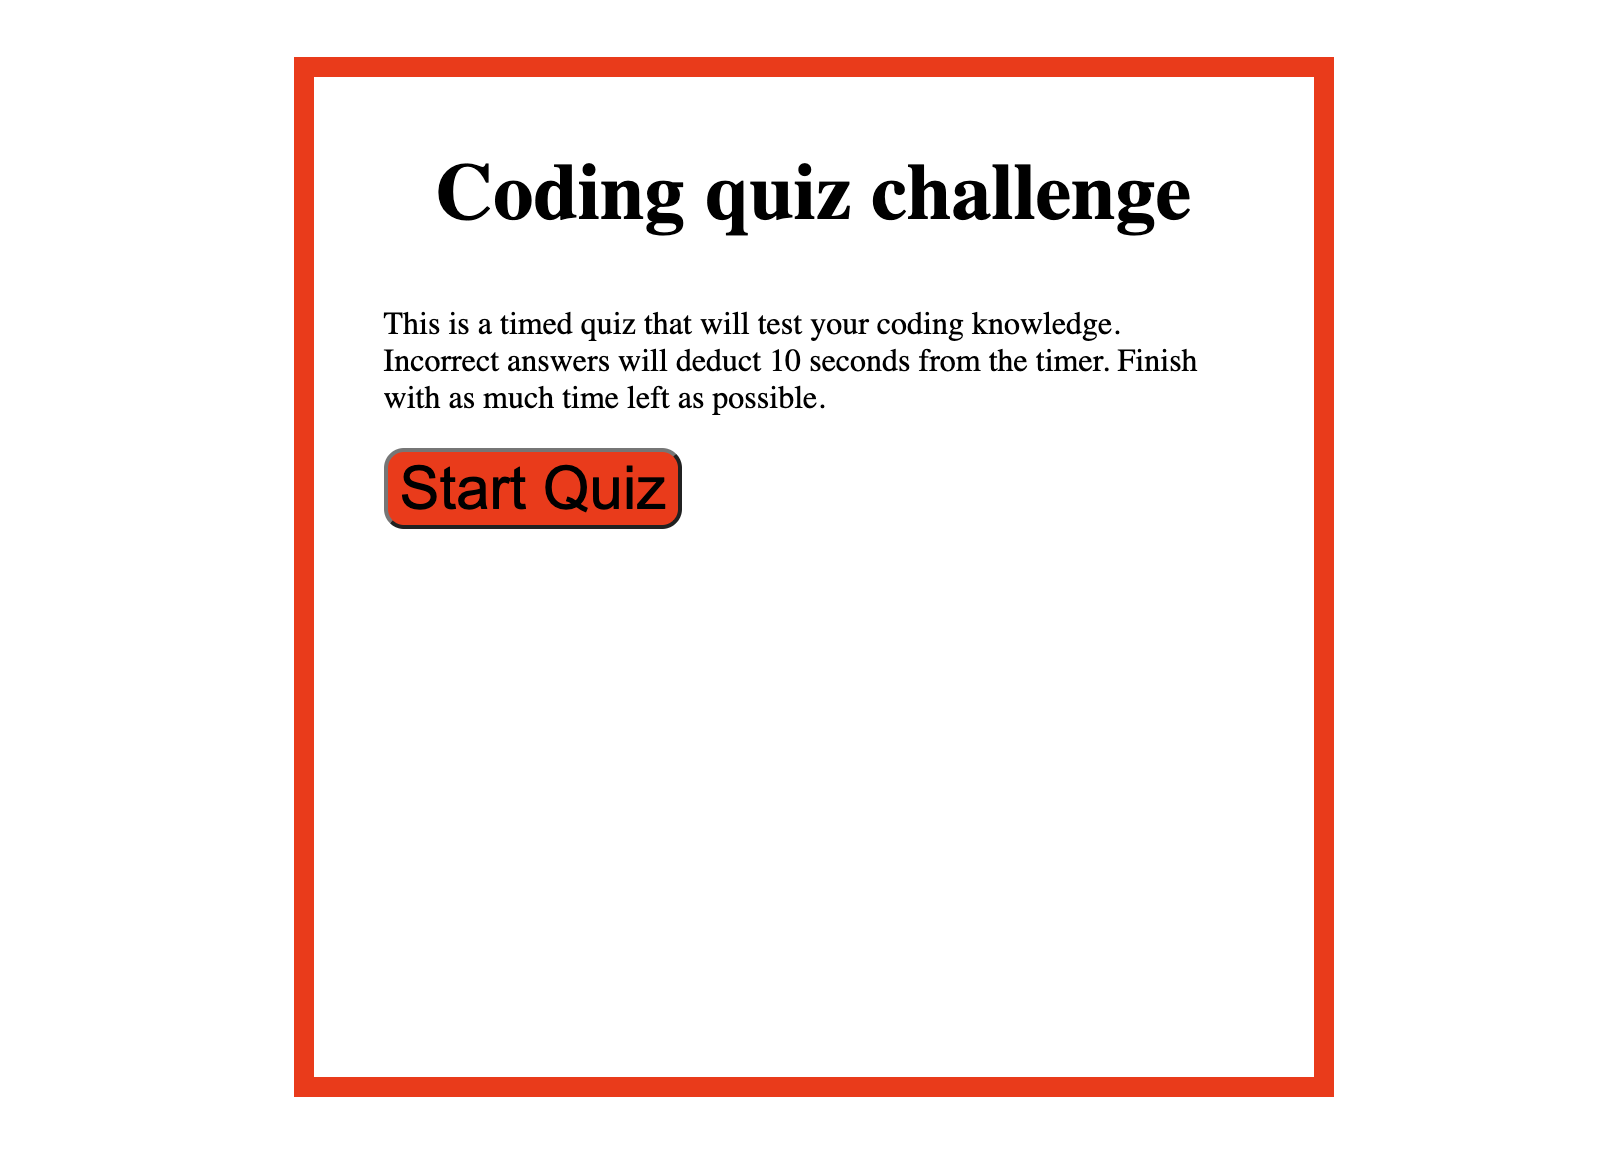 Coding quiz challenge
This is a timed quiz that will test your coding knowledge.
Incorrect answers will deduct 10 seconds from the timer. Finish
with as much time left as possible.
Start Quiz